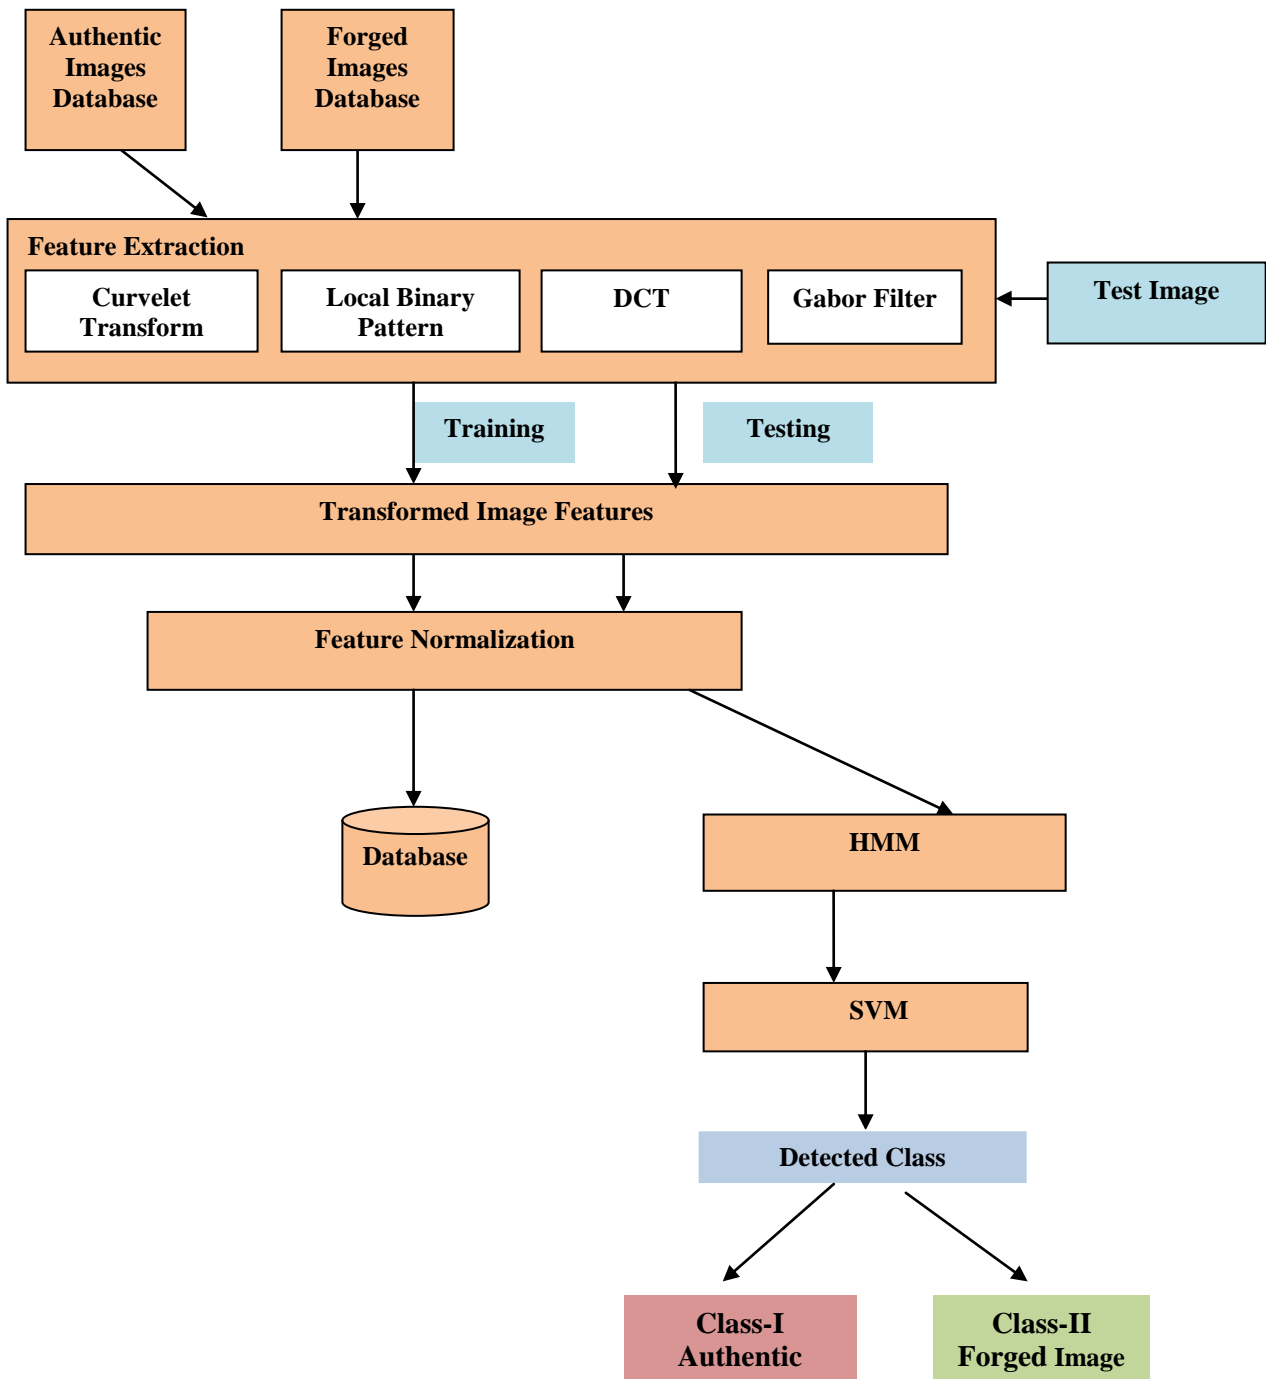 Authentic
Images
Database
Forged
Images
Database
Feature Extraction
Curvelet
Transform
Local Binary
Pattern
DCT
Gabor Filter
Test Image
Training
Testing
Transformed Image Features
Feature Normalization
Database
HMM
SVM
Detected Class
Class-I
Authentic
Class-II
Forged Image